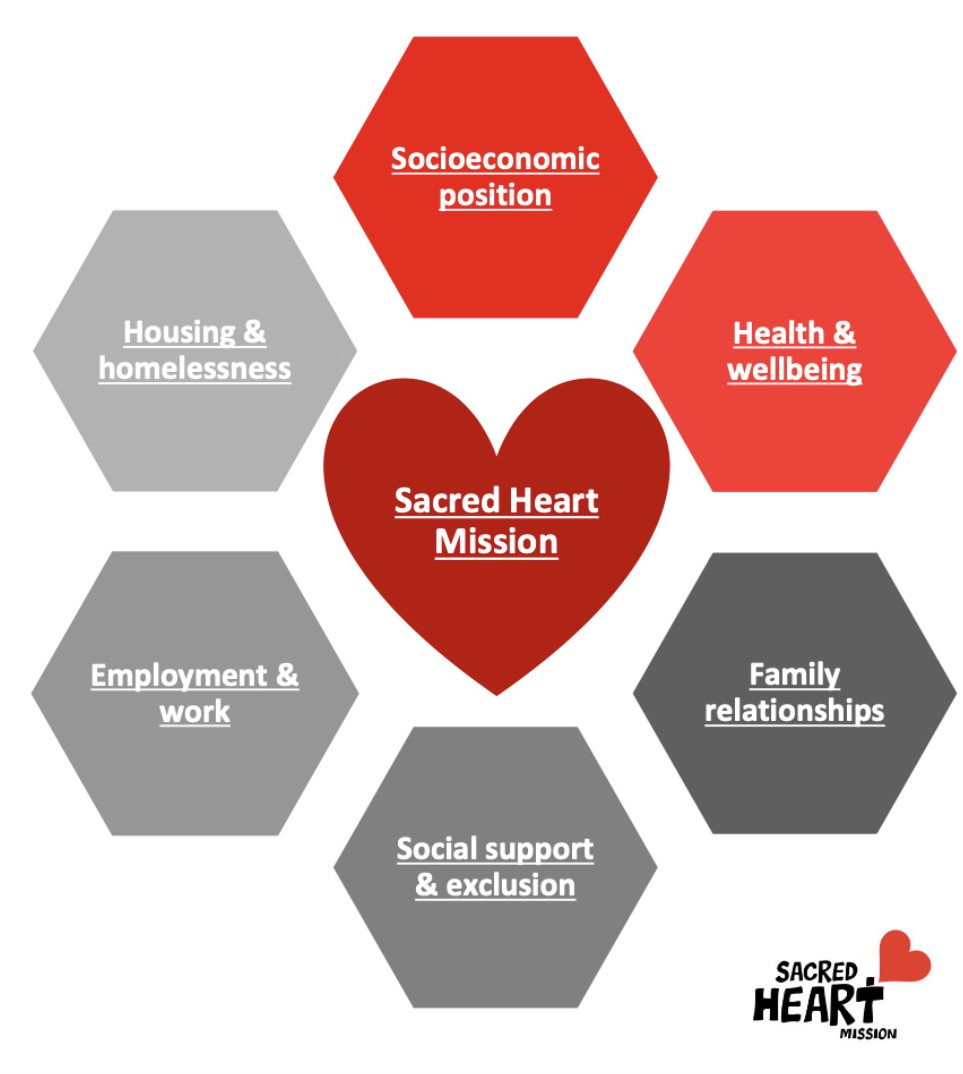 Socioeconomic
position
Housing &
homelessness
Health &
wellbeing
Sacred Heart
Mission
Employment &
work
Family
relationships
Social support
& exclusion
SACRED
HEART
MISSION